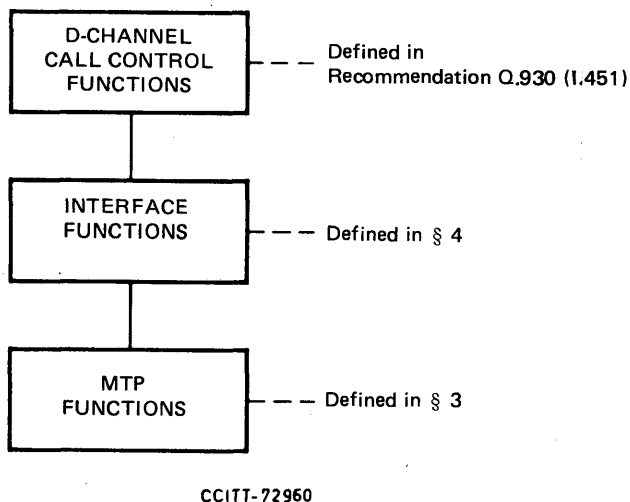 D-CHANNEL
CALL CONTROL
FUNCTIONS
Defined in
Recommendation Q.930 (I.451)
INTERFACE
FUNCTIONS
Defined in § 4
MTP
FUNCTIONS
Defined in § 3
CCITT-72960